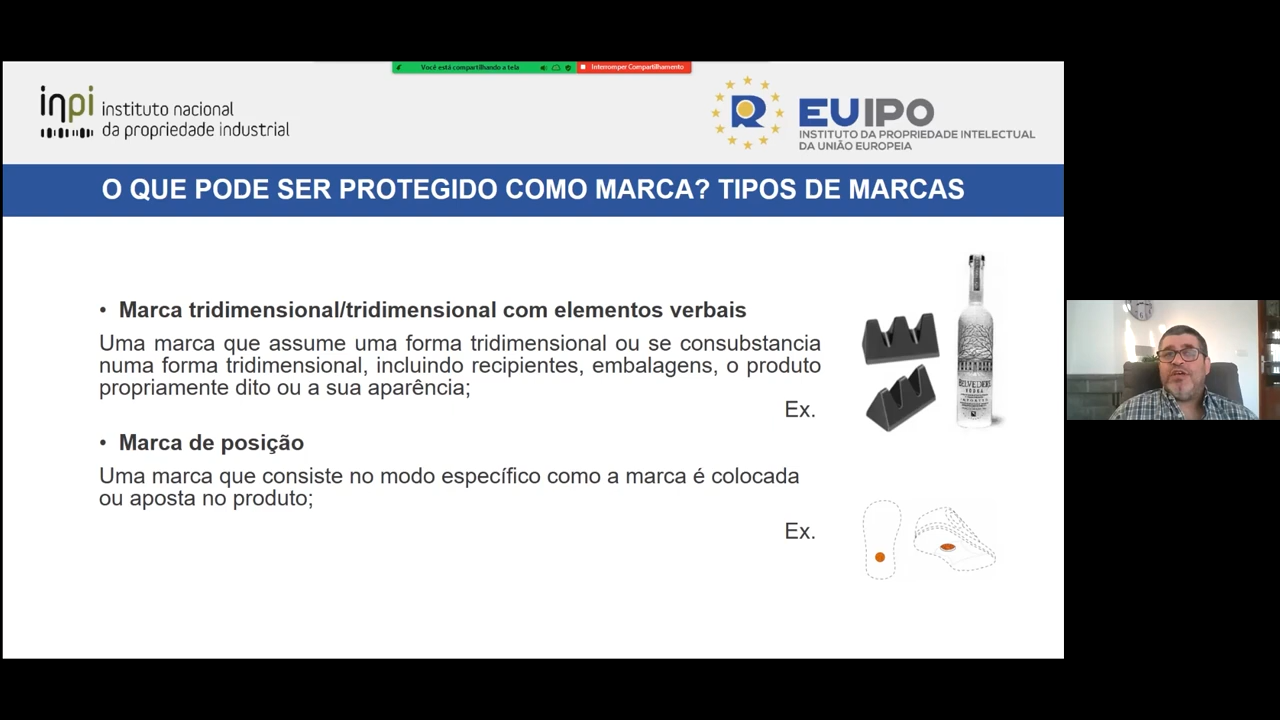 Você está compartilhando a tela
Interromper Compartilhamento
inpi instituto nacional
da propriedade industrial
R
EUIPO
INSTITUTO DA PROPRIEDADE INTELECTUAL
DA UNIÃO EUROPEIA
O QUE PODE SER PROTEGIDO COMO MARCA? TIPOS DE MARCAS
• Marca tridimensional/tridimensional com elementos verbais
Uma marca que assume uma forma tridimensional ou se consubstancia
numa forma tridimensional, incluindo recipientes, embalagens, o produto
propriamente dito ou a sua aparência;
Ex.
BELVEDERE
VODKA
• Marca de posição
Uma marca que consiste no modo específico como a marca é colocada
ou aposta no produto;
Ex.